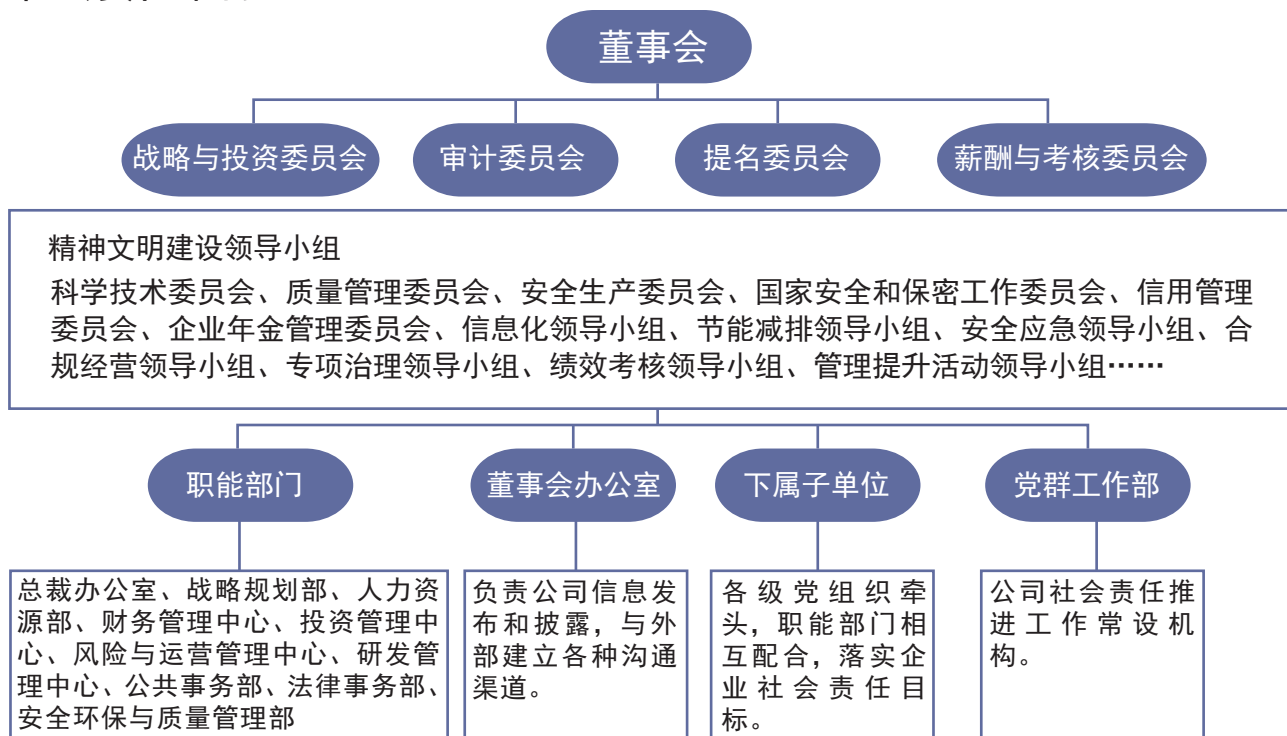 董事会
战略与投资委员会
审计委员会
提名委员会
薪酬与考核委员会
精神文明建设领导小组
科学技术委员会、质量管理委员会、安全生产委员会、国家安全和保密工作委员会、信用管理
委员会、企业年金管理委员会、信息化领导小组、节能减排领导小组、安全应急领导小组、合
规经营领导小组、专项治理领导小组、绩效考核领导小组、管理提升活动领导小组……
职能部门
董事会办公室
下属子单位
党群工作部
总裁办公室、战略规划部、人力资
源部、财务管理中心、投资管理中
心、风险与运营管理中心、研发管
理中心、公共事务部、法律事务部、
安全环保与质量管理部
负责公司信息发
布和披露，与外
部建立各种沟通
渠道。
各级党组织牵
头，职能部门相
互配合，落实企
业社会责任目
标。
公司社会责任推
进工作常设机
构。